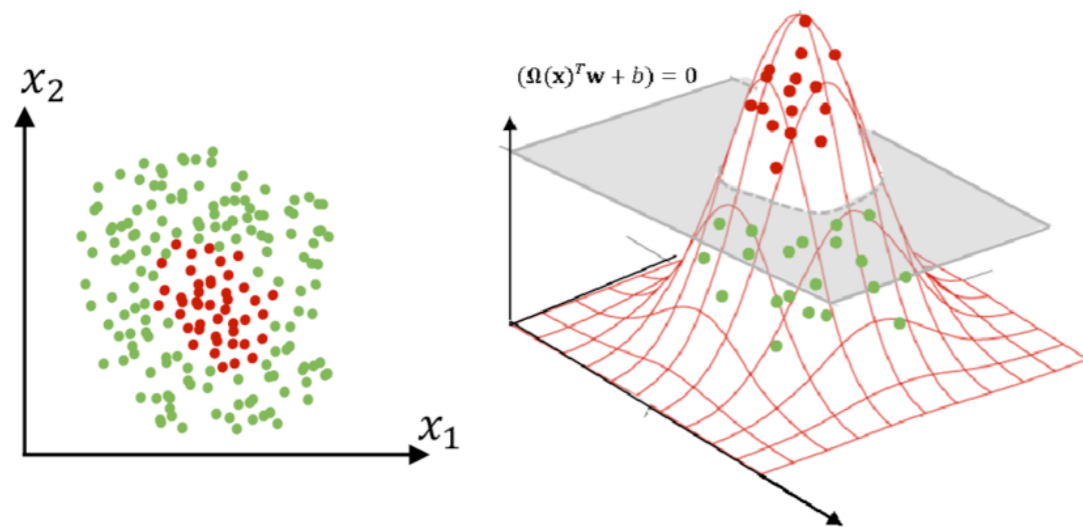 x₂
x₁
(Ω(x)ᵀw + b) = 0